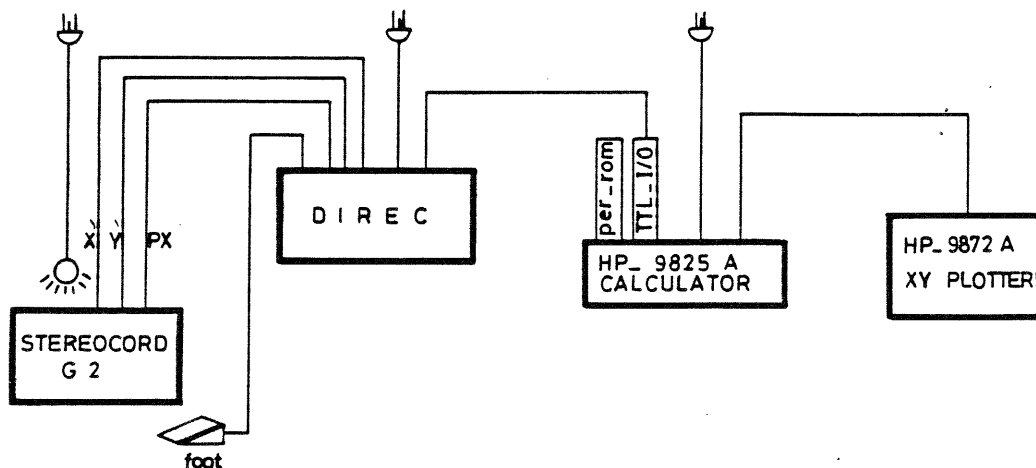 X́ Ý PX
STEREOCORD
G 2
foot
DIREC
per_rom
TTL_I/O
HP_ 9825 A
CALCULATOR
HP_ 9872 A
XY PLOTTER